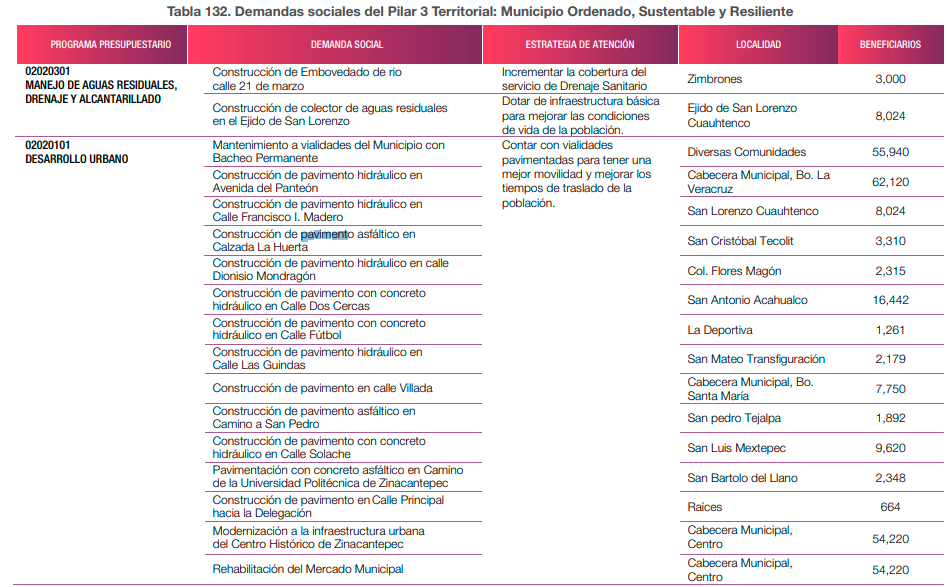 Tabla 132. Demandas sociales del Pilar 3 Territorial: Municipio Ordenado, Sustentable y Resiliente
PROGRAMA PRESUPUESTARIO DEMANDA SOCIAL ESTRATEGIA DE ATENCIÓN LOCALIDAD BENEFICIARIOS
02020301
MANEJO DE AGUAS RESIDUALES,
DRENAJE Y ALCANTARILLADO
Construcción de Embovedado de rio
calle 21 de marzo
Incrementar la cobertura del
servicio de Drenaje Sanitario
Zimbrones
3,000
Construcción de colector de aguas residuales
en el Ejido de San Lorenzo
Dotar de infraestructura básica
para mejorar las condiciones
de vida de la población.
Ejido de San Lorenzo
Cuauhtenco
8,024
02020101
DESARROLLO URBANO
Mantenimiento a vialidades del Municipio con
Bacheo Permanente
Contar con vialidades
pavimentadas para tener una
mejor movilidad y mejorar los
tiempos de traslado de la
población.
Diversas Comunidades
55,940
Construcción de pavimento hidráulico en
Avenida del Panteón
Cabecera Municipal, Bo. La
Veracruz
62,120
Construcción de pavimento hidráulico en
Calle Francisco I. Madero
San Lorenzo Cuauhtenco
8,024
Construcción de pavimento asfáltico en
Calzada La Huerta
San Cristóbal Tecolit
3,310
Construcción de pavimento hidráulico en calle
Dionisio Mondragón
Col. Flores Magón
2,315
Construcción de pavimento con concreto
hidráulico en Calle Dos Cercas
San Antonio Acahualco
16,442
Construcción de pavimento con concreto
hidráulico en Calle Fútbol
La Deportiva
1,261
Construcción de pavimento hidráulico en
Calle Las Guindas
San Mateo Transfiguración
2,179
Construcción de pavimento en calle Villada
Cabecera Municipal, Bo.
Santa María
7,750
Construcción de pavimento asfáltico en
Camino a San Pedro
San pedro Tejalpa
1,892
Construcción de pavimento con concreto
hidráulico en Calle Solache
San Luis Mextepec
9,620
Pavimentación con concreto asfáltico en Camino
de la Universidad Politécnica de Zinacantepec
San Bartolo del Llano
2,348
Construcción de pavimento en Calle Principal
hacia la Delegación
Raíces
664
Modernización a la infraestructura urbana
del Centro Histórico de Zinacantepec
Cabecera Municipal,
Centro
54,220
Rehabilitación del Mercado Municipal
Cabecera Municipal,
Centro
54,220